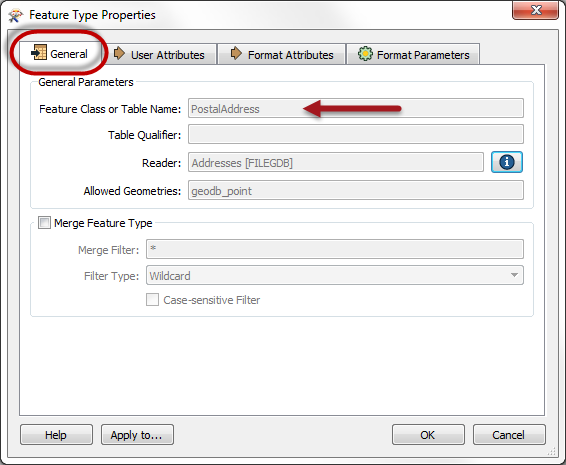 Feature Type Properties
General
User Attributes
Format Attributes
Format Parameters
General Parameters
Feature Class or Table Name: PostalAddress
Table Qualifier:
Reader: Addresses [FILEGDB]
Allowed Geometries: geodb_point
Merge Feature Type
Merge Filter: *
Filter Type: Wildcard
Case-sensitive Filter
Help
Apply to...
OK
Cancel